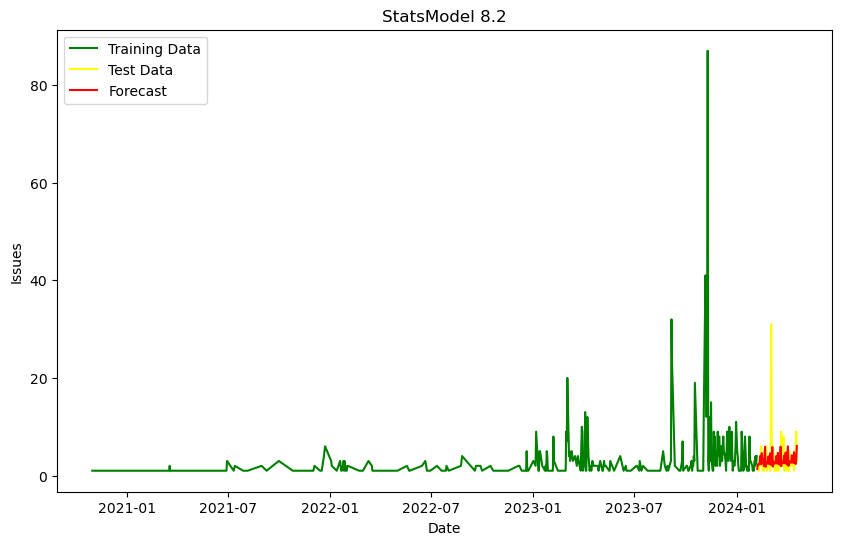 StatsModel 8.2
Training Data
Test Data
Forecast
80
60
40
20
0
Issues
2021-01 2021-07 2022-01 2022-07 2023-01 2023-07 2024-01
Date